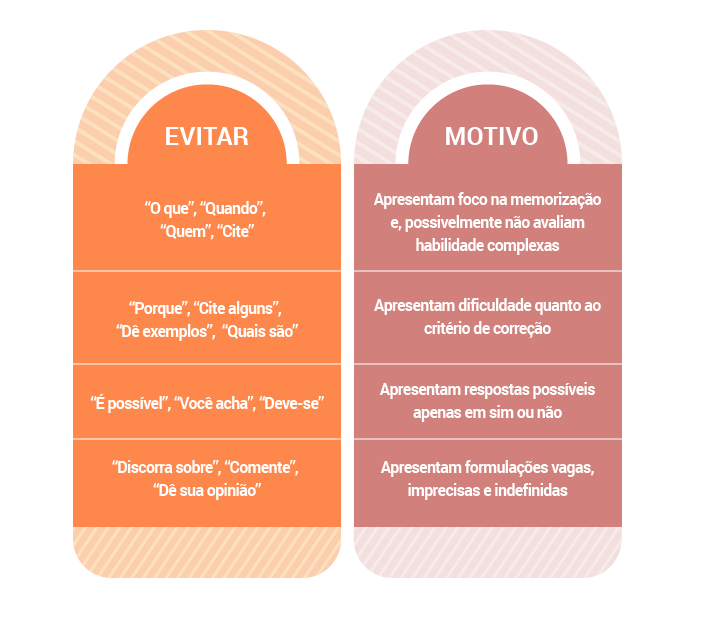 EVITAR
“O que”, “Quando”,
“Quem”, “Cite”
“Porque”, “Cite alguns”,
“Dê exemplos”, “Quais são”
“É possível”, “Você acha”, “Deve-se”
“Discorra sobre”, “Comente”,
“Dê sua opinião”
MOTIVO
Apresentam foco na memorização
e, possivelmente não avaliam
habilidade complexas
Apresentam dificuldade quanto ao
critério de correção
Apresentam respostas possíveis
apenas em sim ou não
Apresentam formulações vagas,
imprecisas e indefinidas